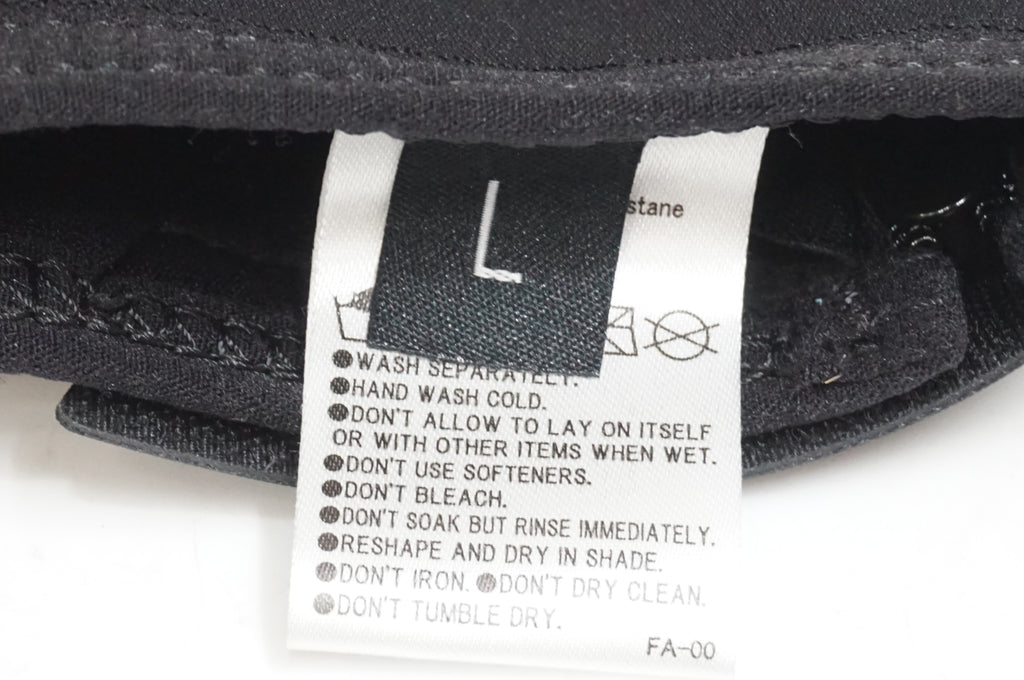 L
stane
●WASH SEPARATELY.
●HAND WASH COLD.
●DON'T ALLOW TO LAY ON ITSELF
OR WITH OTHER ITEMS WHEN WET.
●DON'T USE SOFTENERS.
●DON'T BLEACH.
●DON'T SOAK BUT RINSE IMMEDIATELY.
●RESHAPE AND DRY IN SHADE.
●DON'T IRON. ●DON'T DRY CLEAN.
●DON'T TUMBLE DRY.
FA-00